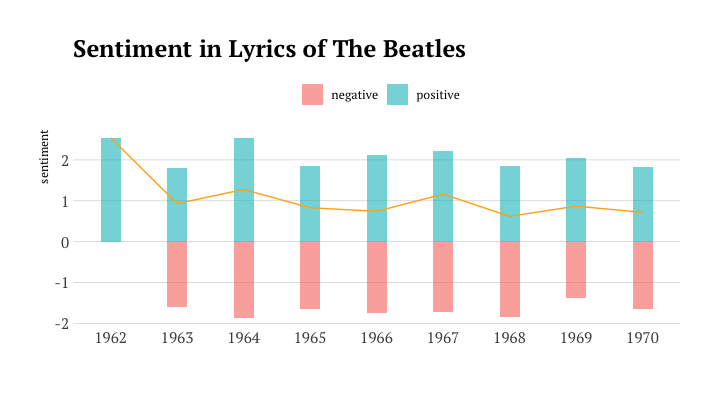 Sentiment in Lyrics of The Beatles
negative positive
sentiment
2
1
0
-1
-2
1962 1963 1964 1965 1966 1967 1968 1969 1970